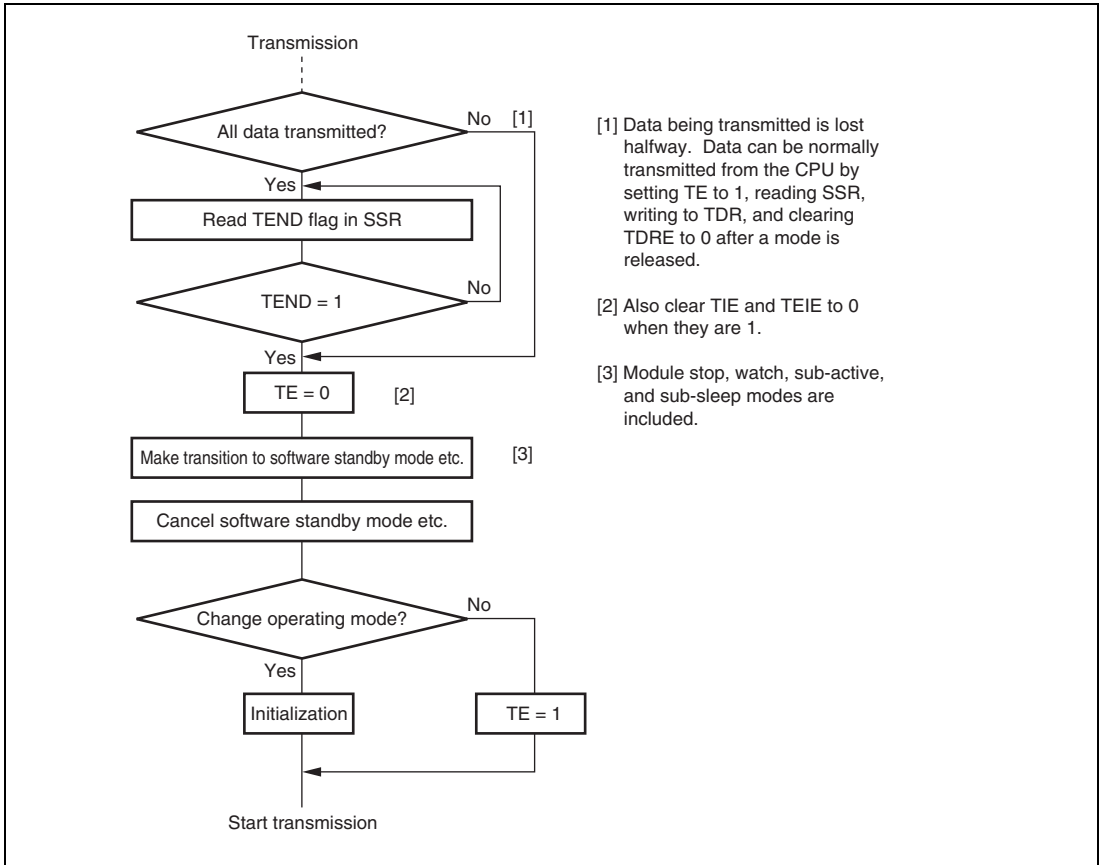 Transmission
All data transmitted?
No [1]
Yes
Read TEND flag in SSR
TEND = 1
No
Yes
TE = 0 [2]
Make transition to software standby mode etc. [3]
Cancel software standby mode etc.
Change operating mode?
No
Yes
Initialization
TE = 1
Start transmission
[1] Data being transmitted is lost
halfway. Data can be normally
transmitted from the CPU by
setting TE to 1, reading SSR,
writing to TDR, and clearing
TDRE to 0 after a mode is
released.
[2] Also clear TIE and TEIE to 0
when they are 1.
[3] Module stop, watch, sub-active,
and sub-sleep modes are
included.